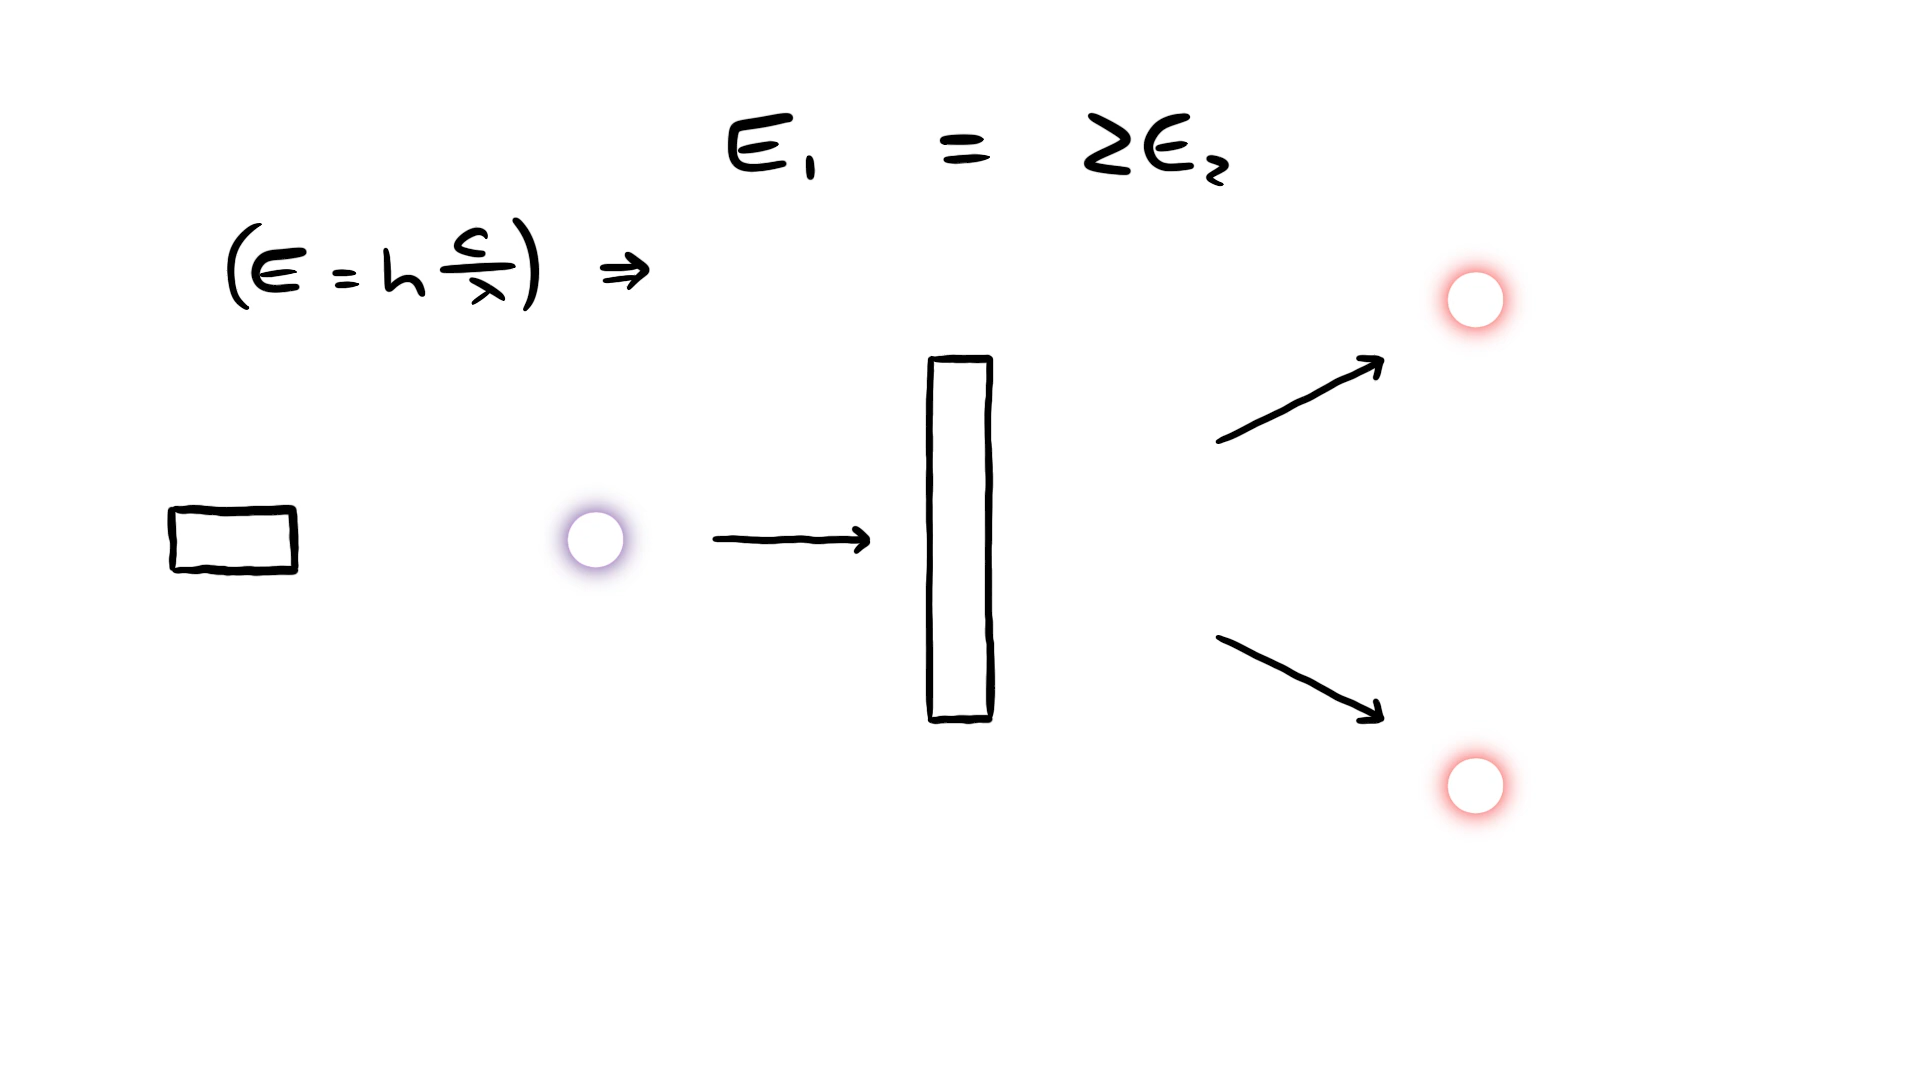 E₁ = 2E₂
(E = h c/λ) ⇒